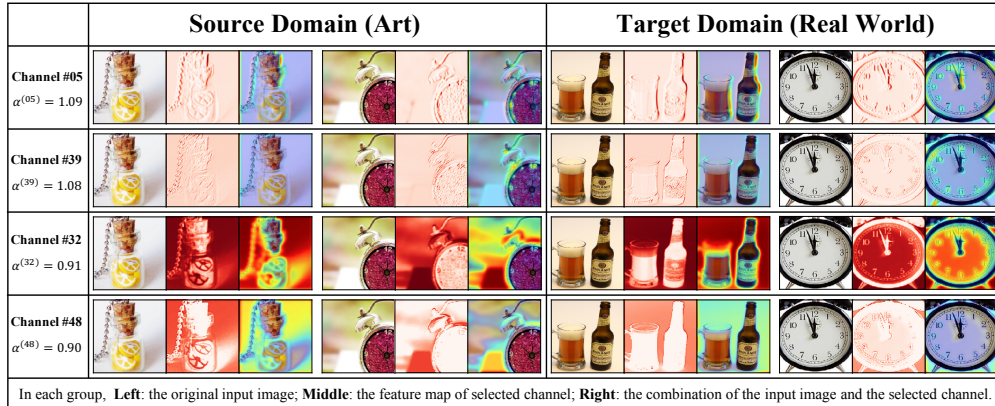 Source Domain (Art)
Target Domain (Real World)
Channel #05
α⁽⁰⁵⁾ = 1.09
Channel #39
α⁽³⁹⁾ = 1.08
Channel #32
α⁽³²⁾ = 0.91
Channel #48
α⁽⁴⁸⁾ = 0.90
In each group, Left: the original input image; Middle: the feature map of selected channel; Right: the combination of the input image and the selected channel.